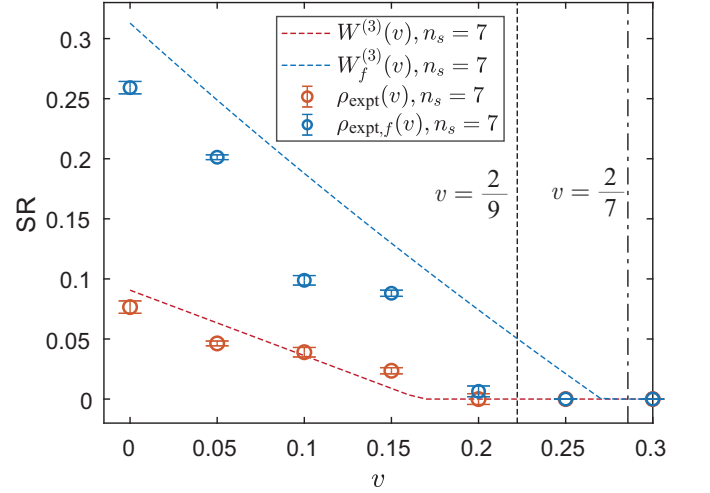 W^{(3)}(v), n_s = 7
W_f^{(3)}(v), n_s = 7
ρ_expt(v), n_s = 7
ρ_expt,f(v), n_s = 7
v = 2/9
v = 2/7
SR
0.3
0.25
0.2
0.15
0.1
0.05
0
0 0.05 0.1 0.15 0.2 0.25 0.3
v